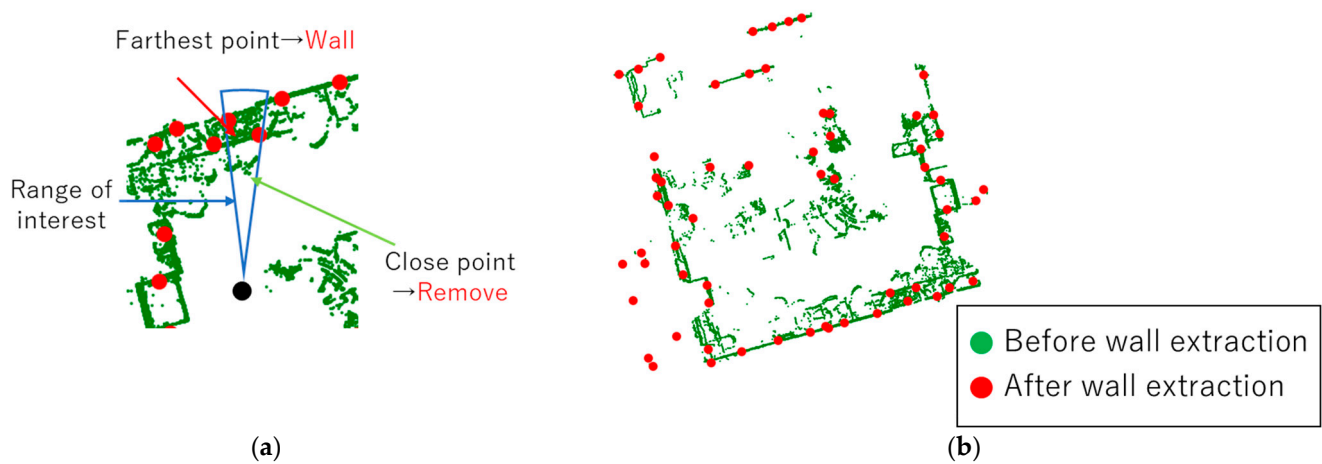 Farthest point→Wall
Range of
interest
Close point
→Remove
Before wall extraction
After wall extraction
(a)
(b)